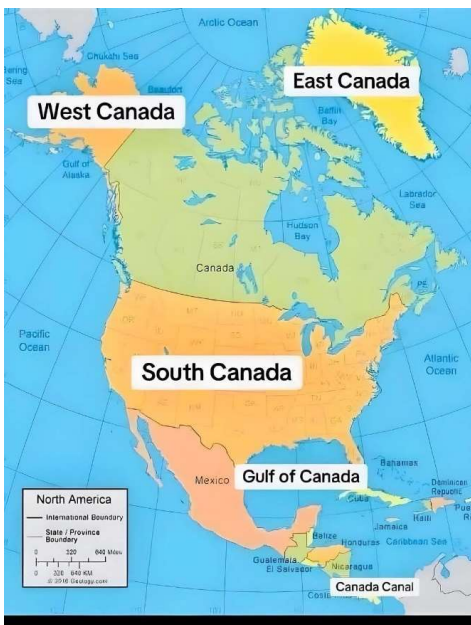 Arctic Ocean
Chukchi Sea
Bering
Sea
Beaufort
East Canada
West Canada
Baffin
Bay
Gulf of
Alaska
Labrador
Sea
Hudson
Bay
PE
Canada
Pacific
Ocean
South Canada
Atlantic
Ocean
Mexico
Gulf of Canada
Bahamas
Cuba
Dominican
Republic
Haiti
Jamaica
Belize
Honduras
Caribbean Sea
Guatemala
El Salvador
Nicaragua
Canada Canal
North America
International Boundary
State / Province
Boundary
0 320 640 Miles
0 320 640 KM
© 2016 Geology.com